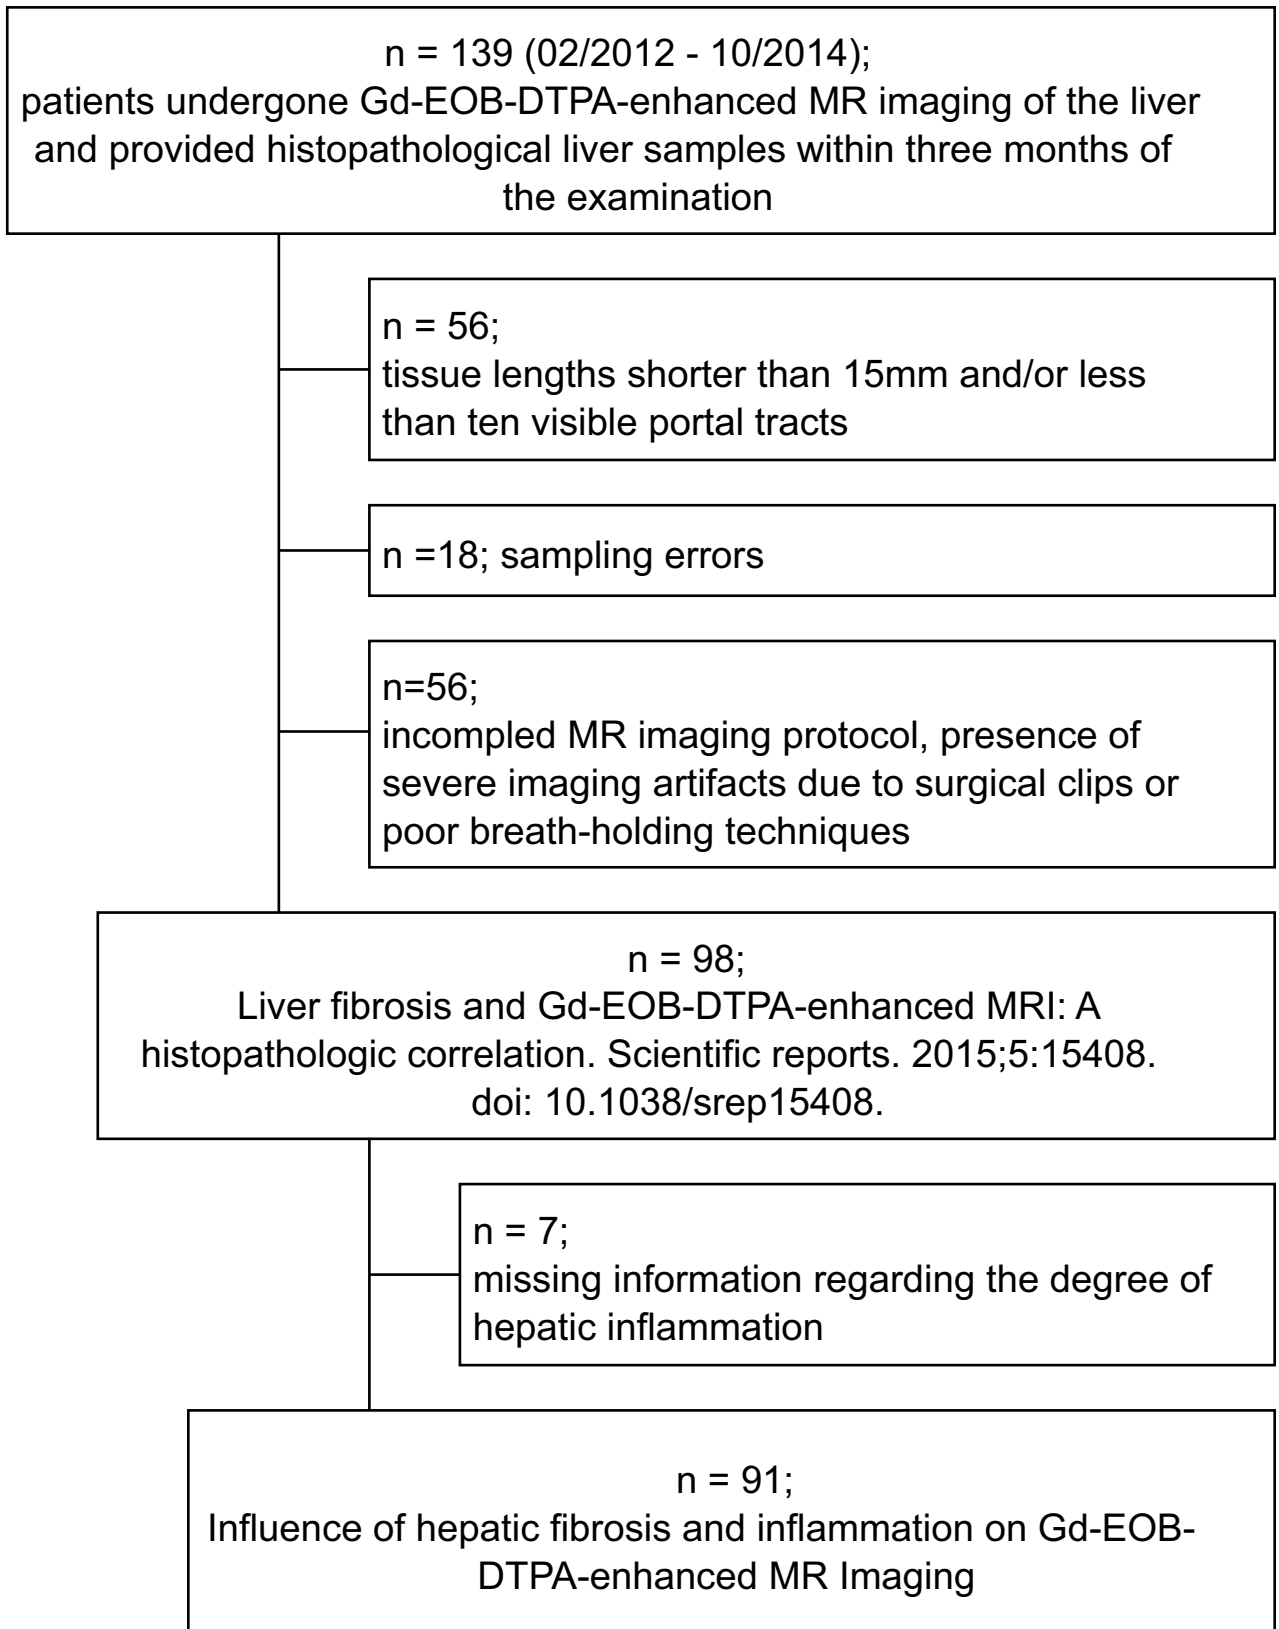 n = 139 (02/2012 - 10/2014);
patients undergone Gd-EOB-DTPA-enhanced MR imaging of the liver
and provided histopathological liver samples within three months of
the examination
n = 56;
tissue lengths shorter than 15mm and/or less
than ten visible portal tracts
n =18; sampling errors
n=56;
incompled MR imaging protocol, presence of
severe imaging artifacts due to surgical clips or
poor breath-holding techniques
n = 98;
Liver fibrosis and Gd-EOB-DTPA-enhanced MRI: A
histopathologic correlation. Scientific reports. 2015;5:15408.
doi: 10.1038/srep15408.
n = 7;
missing information regarding the degree of
hepatic inflammation
n = 91;
Influence of hepatic fibrosis and inflammation on Gd-EOB-
DTPA-enhanced MR Imaging